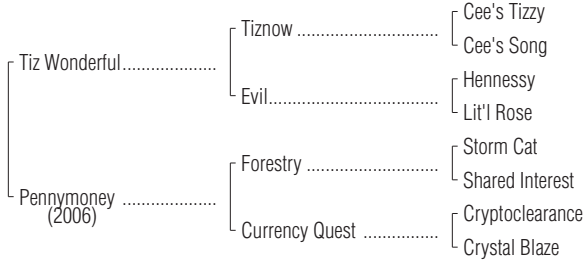 Cee's Tizzy
Tiznow ...............................
Cee's Song
Tiz Wonderful....................
Hennessy
Evil.....................................
Lit'l Rose
Storm Cat
Forestry .............................
Shared Interest
Pennymoney ....................
(2006)
Cryptoclearance
Currency Quest ................
Crystal Blaze